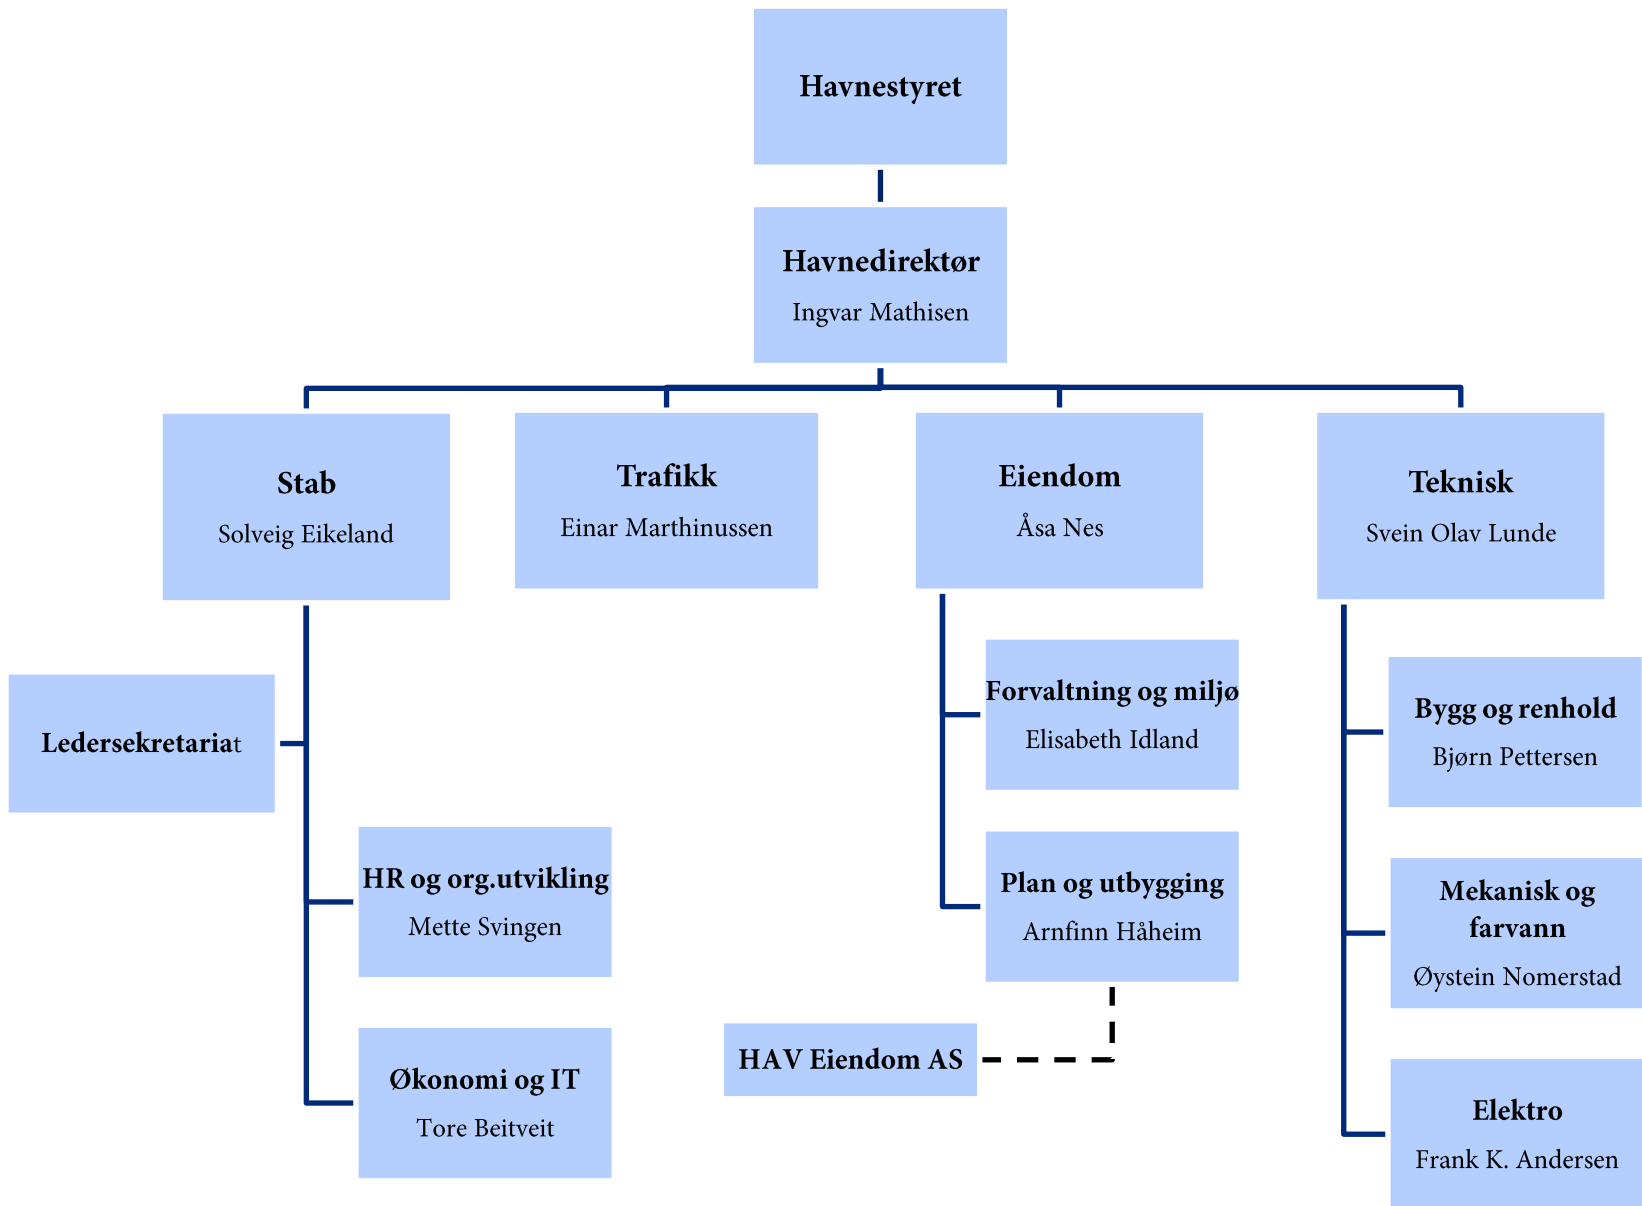 Havnestyret
Havnedirektør
Ingvar Mathisen
Stab
Solveig Eikeland
Trafikk
Einar Marthinussen
Eiendom
Åsa Nes
Teknisk
Svein Olav Lunde
Ledersekretariat
HR og org.utvikling
Mette Svingen
Økonomi og IT
Tore Beitveit
Forvaltning og miljø
Elisabeth Idland
Plan og utbygging
Arnfinn Håheim
HAV Eiendom AS
Bygg og renhold
Bjørn Pettersen
Mekanisk og
farvann
Øystein Nomerstad
Elektro
Frank K. Andersen